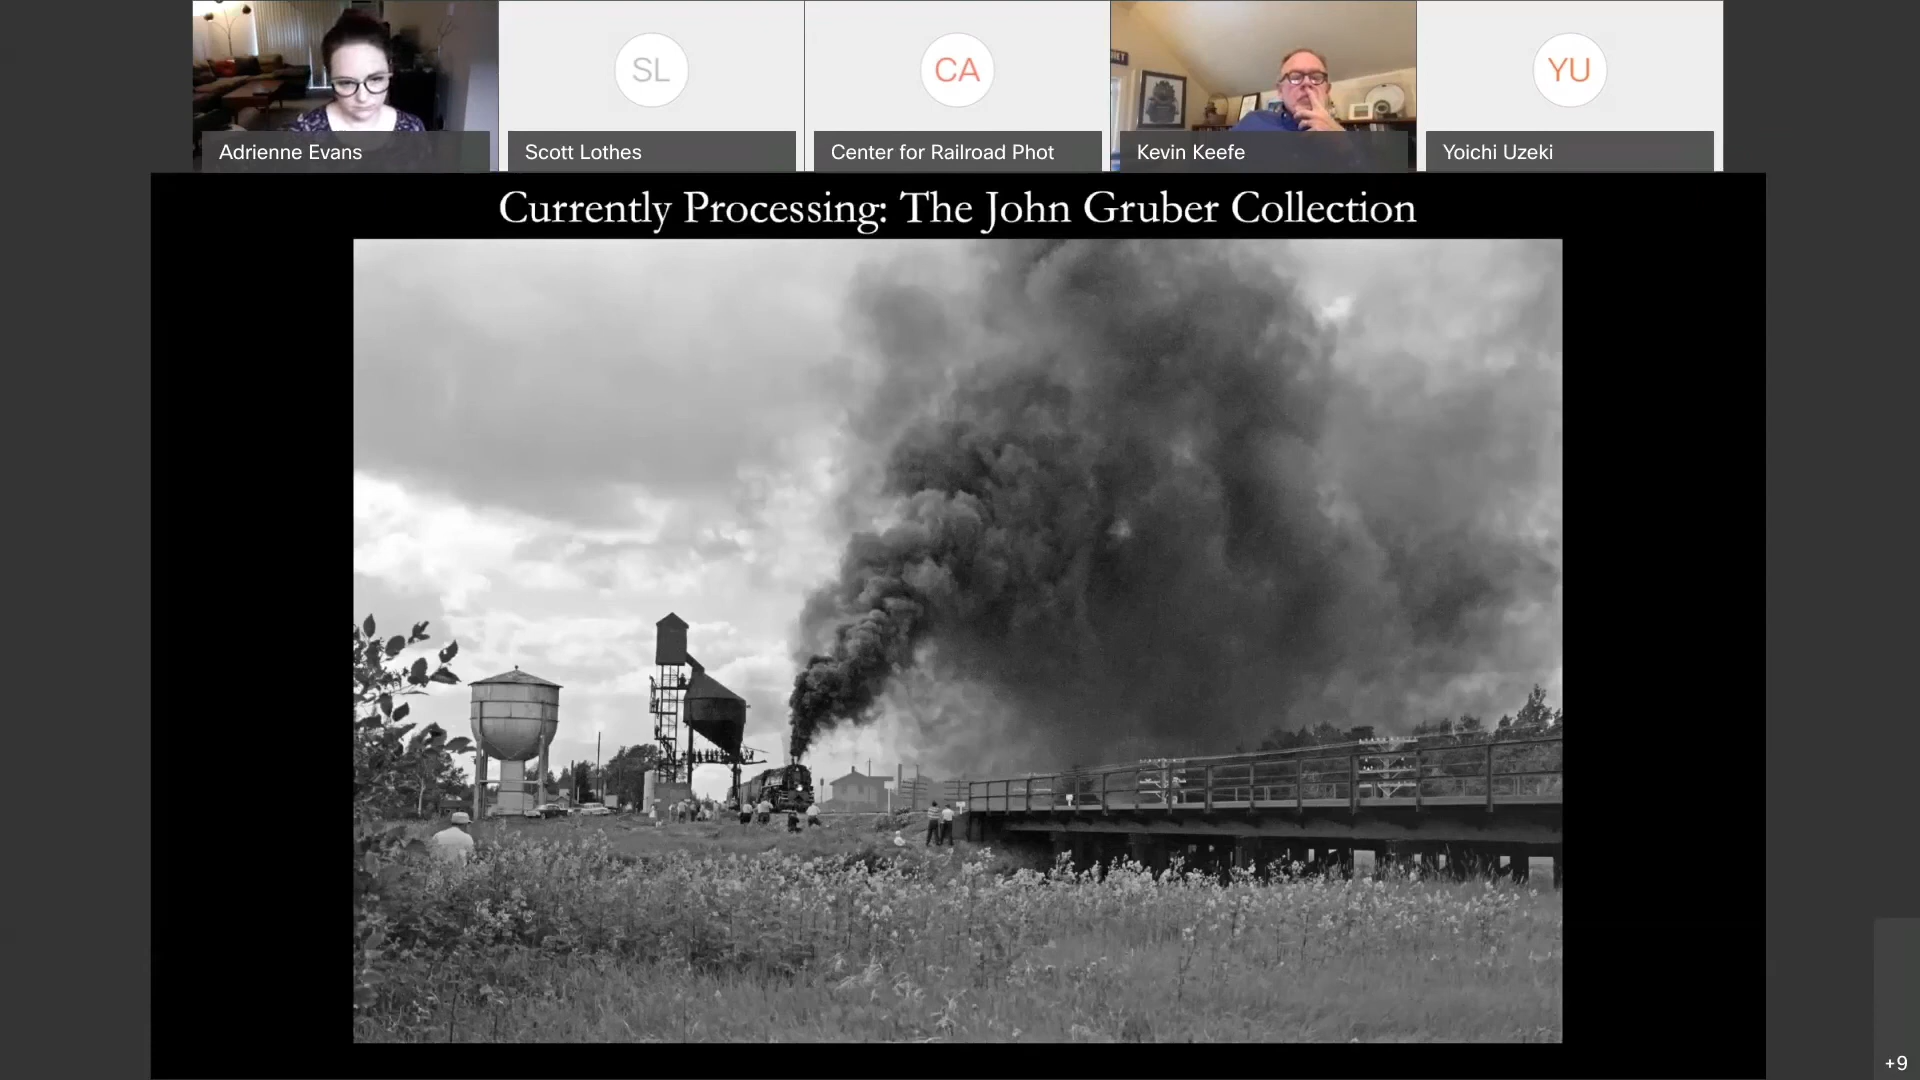 SL
CA
YU
Adrienne Evans
Scott Lothes
Center for Railroad Phot
Kevin Keefe
Yoichi Uzeki
Currently Processing: The John Gruber Collection
+9